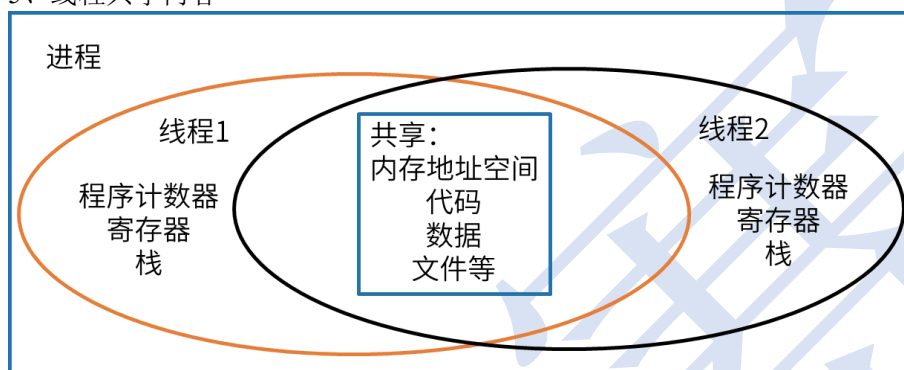 进程
线程1
程序计数器
寄存器
栈
共享：
内存地址空间
代码
数据
文件等
线程2
程序计数器
寄存器
栈